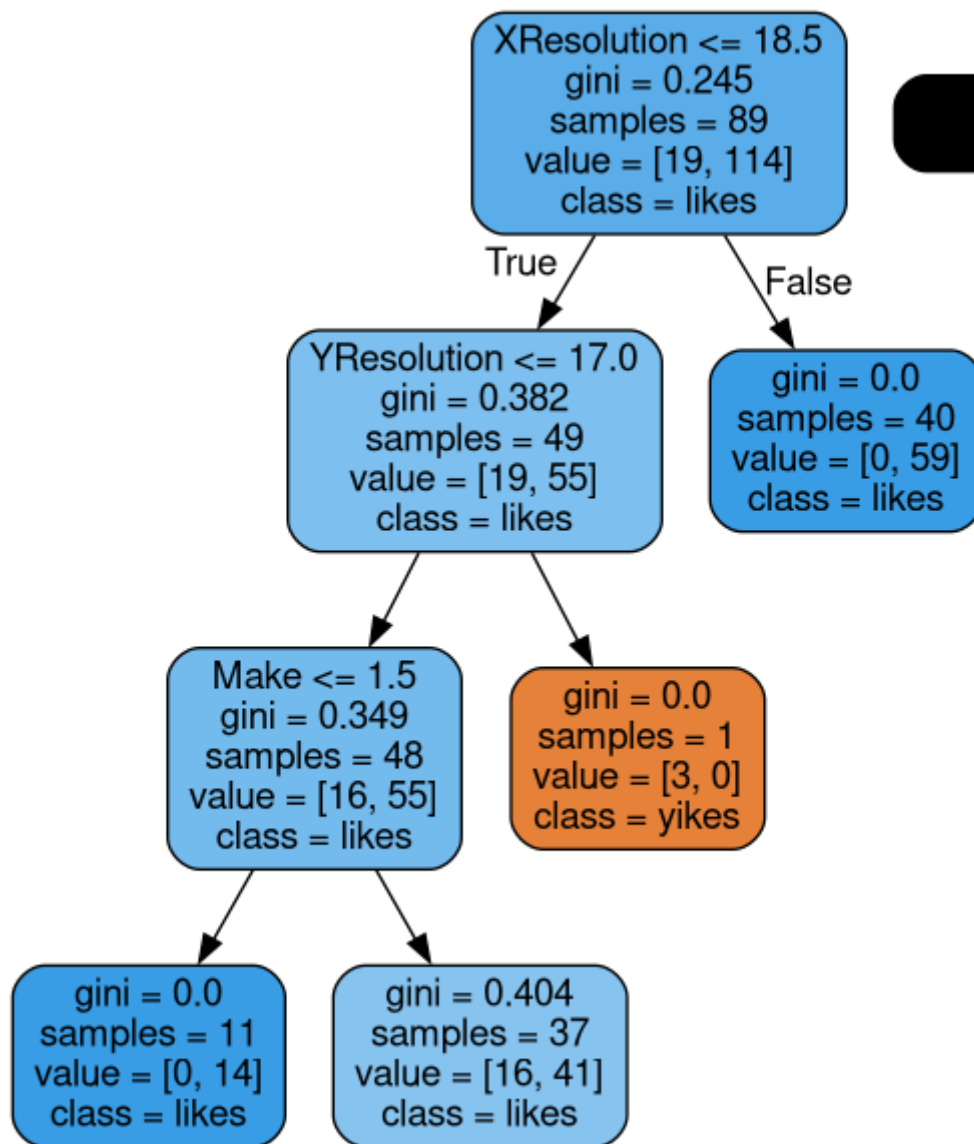 XResolution <= 18.5
gini = 0.245
samples = 89
value = [19, 114]
class = likes
True
False
YResolution <= 17.0
gini = 0.382
samples = 49
value = [19, 55]
class = likes
gini = 0.0
samples = 40
value = [0, 59]
class = likes
Make <= 1.5
gini = 0.349
samples = 48
value = [16, 55]
class = likes
gini = 0.0
samples = 1
value = [3, 0]
class = yikes
gini = 0.0
samples = 11
value = [0, 14]
class = likes
gini = 0.404
samples = 37
value = [16, 41]
class = likes